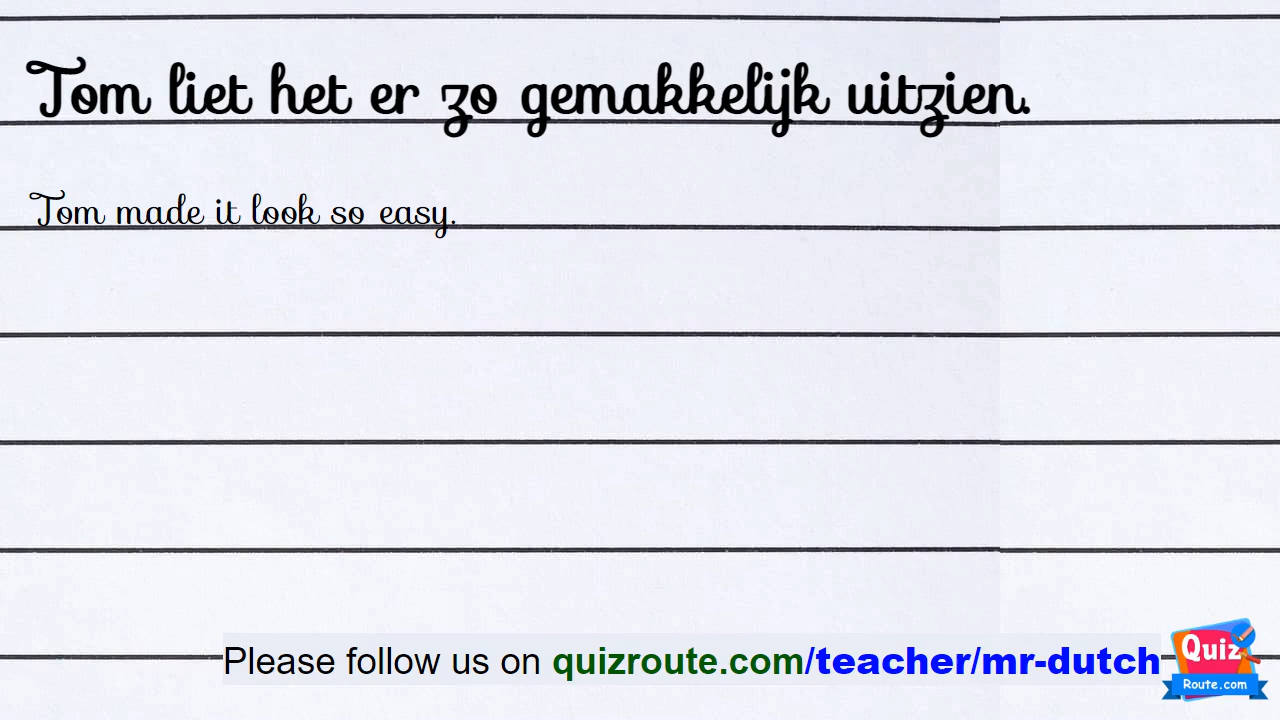 Tom liet het er zo gemakkelijk uitzien.
Tom made it look so easy.
Please follow us on quizroute.com/teacher/mr-dutch
Quiz
Route.com